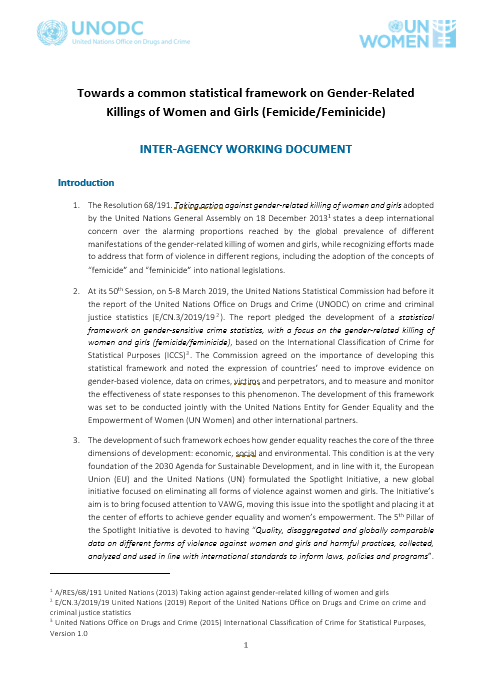 UNODC
United Nations Office on Drugs and Crime
UN
WOMEN
Towards a common statistical framework on Gender-Related
Killings of Women and Girls (Femicide/Feminicide)
INTER-AGENCY WORKING DOCUMENT
Introduction
1. The Resolution 68/191. Taking action against gender-related killing of women and girls adopted
by the United Nations General Assembly on 18 December 2013¹ states a deep international
concern over the alarming proportions reached by the global prevalence of different
manifestations of the gender-related killing of women and girls, while recognizing efforts made
to address that form of violence in different regions, including the adoption of the concepts of
“femicide” and “feminicide” into national legislations.
2. At its 50th Session, on 5-8 March 2019, the United Nations Statistical Commission had before it
the report of the United Nations Office on Drugs and Crime (UNODC) on crime and criminal
justice statistics (E/CN.3/2019/19²). The report pledged the development of a statistical
framework on gender-sensitive crime statistics, with a focus on the gender-related killing of
women and girls (femicide/feminicide), based on the International Classification of Crime for
Statistical Purposes (ICCS)³. The Commission agreed on the importance of developing this
statistical framework and noted the expression of countries’ need to improve evidence on
gender-based violence, data on crimes, victims and perpetrators, and to measure and monitor
the effectiveness of state responses to this phenomenon. The development of this framework
was set to be conducted jointly with the United Nations Entity for Gender Equality and the
Empowerment of Women (UN Women) and other international partners.
3. The development of such framework echoes how gender equality reaches the core of the three
dimensions of development: economic, social and environmental. This condition is at the very
foundation of the 2030 Agenda for Sustainable Development, and in line with it, the European
Union (EU) and the United Nations (UN) formulated the Spotlight Initiative, a new global
initiative focused on eliminating all forms of violence against women and girls. The Initiative’s
aim is to bring focused attention to VAWG, moving this issue into the spotlight and placing it at
the center of efforts to achieve gender equality and women’s empowerment. The 5th Pillar of
the Spotlight Initiative is devoted to having “Quality, disaggregated and globally comparable
data on different forms of violence against women and girls and harmful practices, collected,
analyzed and used in line with international standards to inform laws, policies and programs”.
¹ A/RES/68/191 United Nations (2013) Taking action against gender-related killing of women and girls
² E/CN.3/2019/19 United Nations (2019) Report of the United Nations Office on Drugs and Crime on crime and
criminal justice statistics
³ United Nations Office on Drugs and Crime (2015) International Classification of Crime for Statistical Purposes,
Version 1.0
1